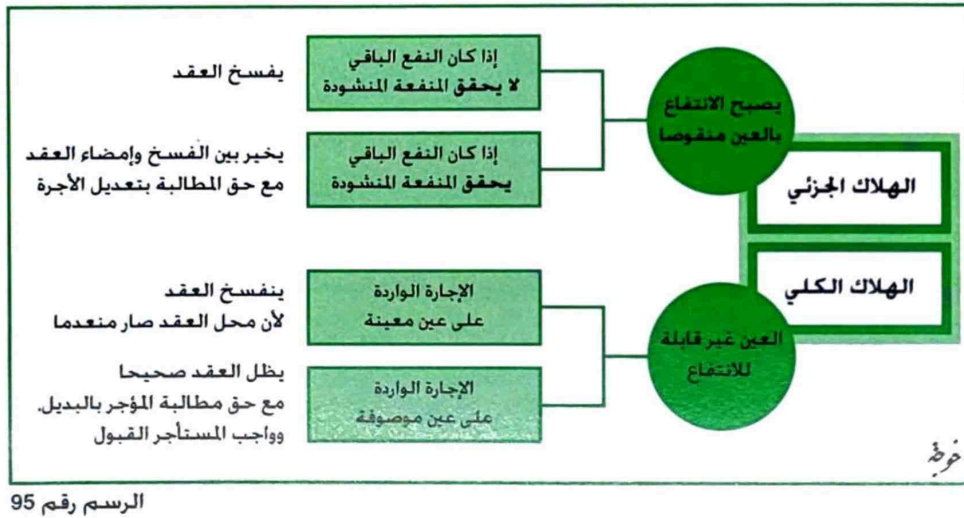 الهلاك الجزئي
يصبح الانتفاع
بالعين منقوصا
إذا كان النفع الباقي
لا يحقق المنفعة المنشودة
يفسخ العقد
إذا كان النفع الباقي
يحقق المنفعة المنشودة
يخير بين الفسخ وإمضاء العقد
مع حق المطالبة بتعديل الأجرة
الهلاك الكلي
العين غير قابلة
للانتفاع
الإجارة الواردة
على عين معينة
ينفسخ العقد
لأن محل العقد صار منعدما
الإجارة الواردة
على عين موصوفة
يظل العقد صحيحا
مع حق مطالبة المؤجر بالبديل.
وواجب المستأجر القبول
الرسم رقم 95